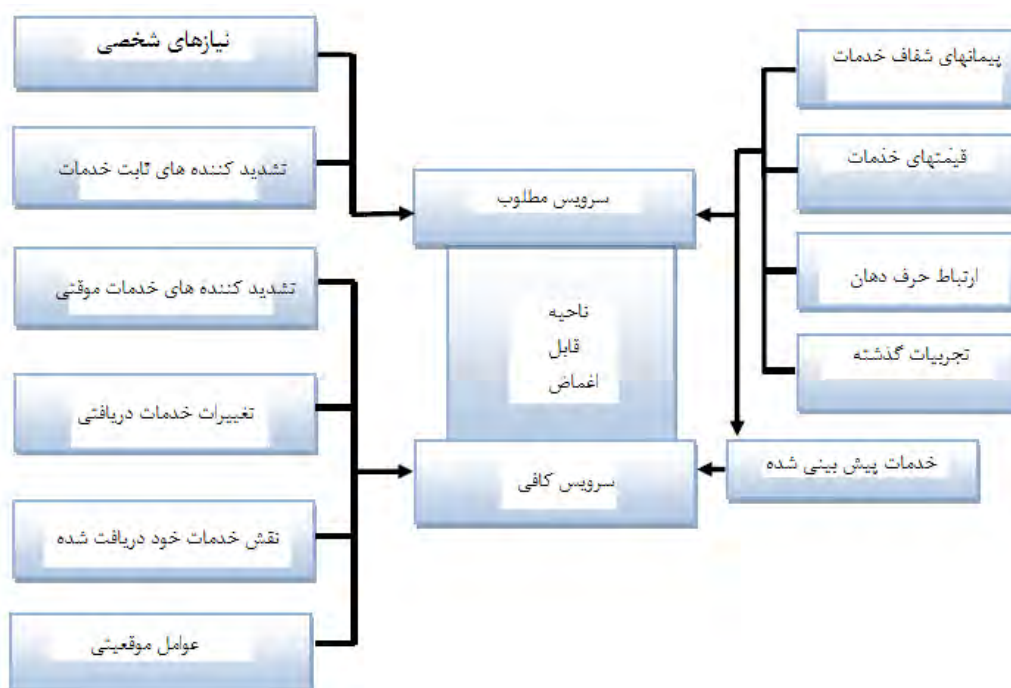 نیازهای شخصی
پیمانهای شفاف خدمات
تشدید کننده های ثابت خدمات
قیمتهای خدمات
سرویس مطلوب
تشدید کننده های خدمات موقتی
ارتباط حرف دهان
ناحیه
قابل
اغماض
تجربیات گذشته
تغییرات خدمات دریافتی
خدمات پیش بینی شده
سرویس کافی
نقش خدمات خود دریافت شده
عوامل موقعیتی